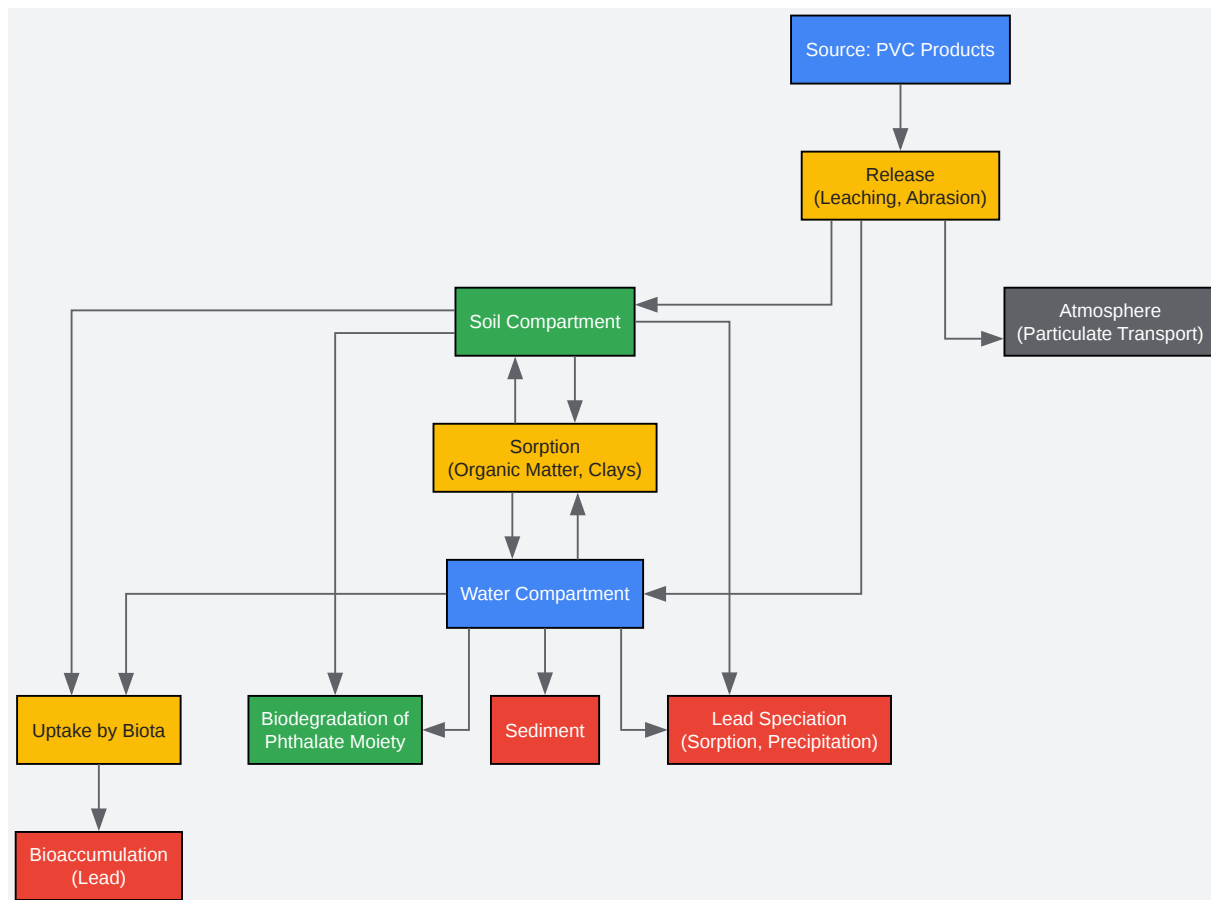 Source: PVC Products
Release
(Leaching, Abrasion)
Soil Compartment
Atmosphere
(Particulate Transport)
Sorption
(Organic Matter, Clays)
Water Compartment
Uptake by Biota
Biodegradation of
Phthalate Moiety
Sediment
Lead Speciation
(Sorption, Precipitation)
Bioaccumulation
(Lead)